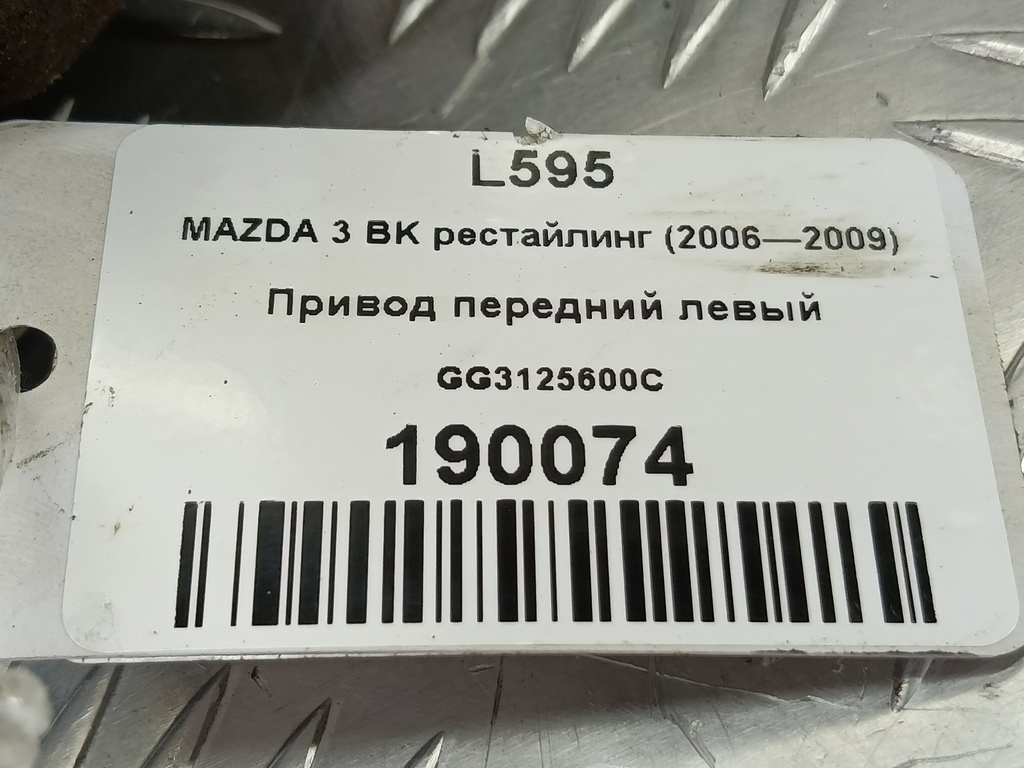 L595
MAZDA 3 BK рестайлинг (2006—2009)
Привод передний левый
GG3125600C
190074